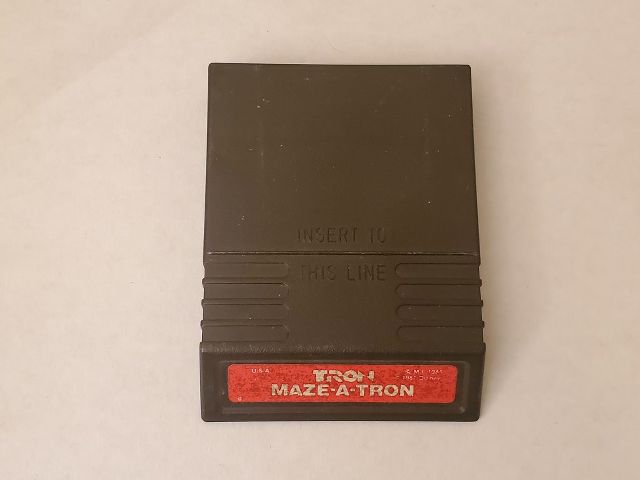 INSERT TO
THIS LINE
U.S.A.
TRON
MAZE-A-TRON